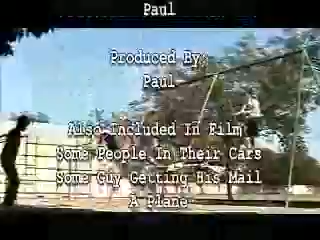 Paul
Produced By:
Paul
Also Included In Film,
Some People In Their Cars
Some Guy Getting His Mail
A Plane